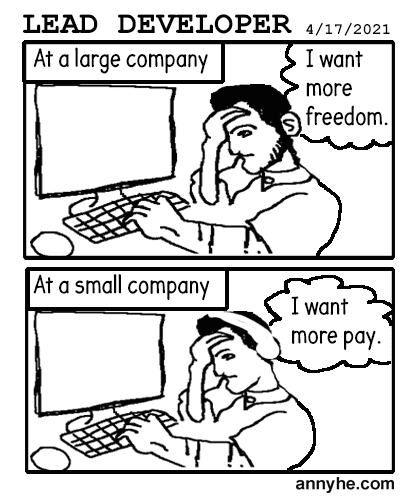 LEAD DEVELOPER 4/17/2021
At a large company
I want
more
freedom.
At a small company
I want
more pay.
annyhe.com